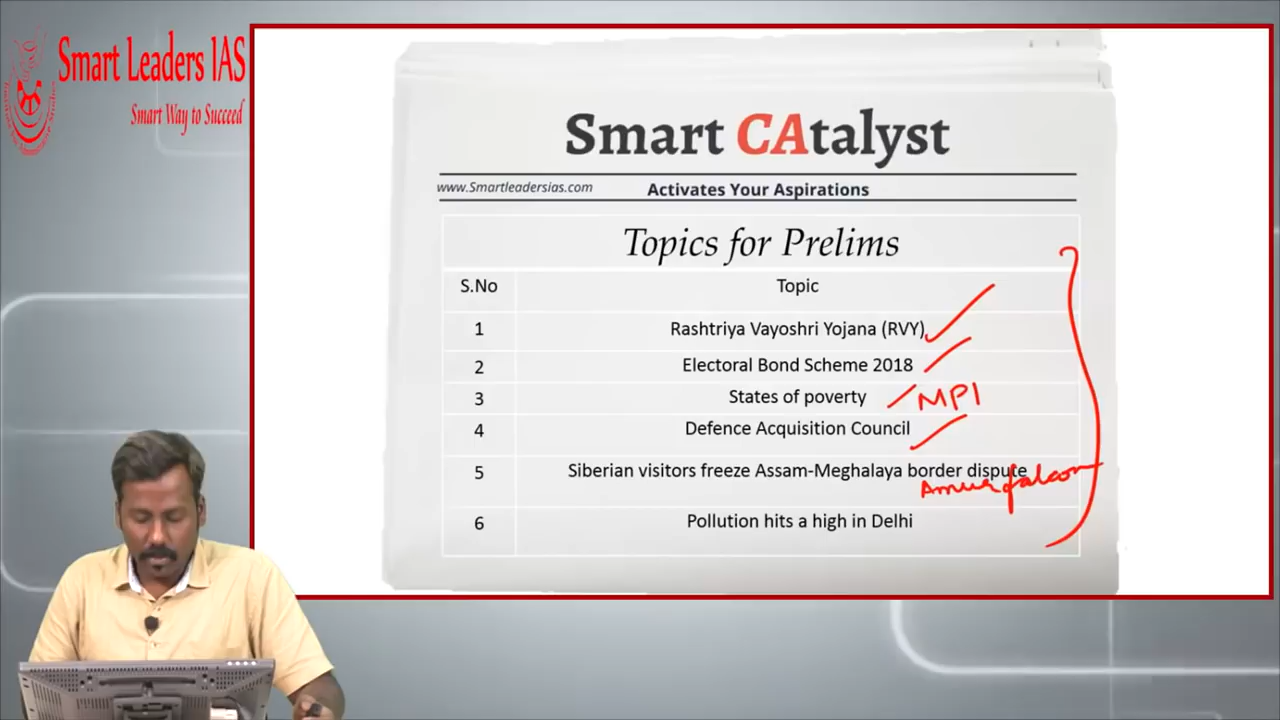 Smart Leaders IAS
Smart Way to Succeed
Smart CAtalyst
www.Smartleadersias.com Activates Your Aspirations
Topics for Prelims
S.No Topic
1 Rashtriya Vayoshri Yojana (RVY)
2 Electoral Bond Scheme 2018
3 States of poverty MPI
4 Defence Acquisition Council
5 Siberian visitors freeze Assam-Meghalaya border dispute
Amur falcon
6 Pollution hits a high in Delhi